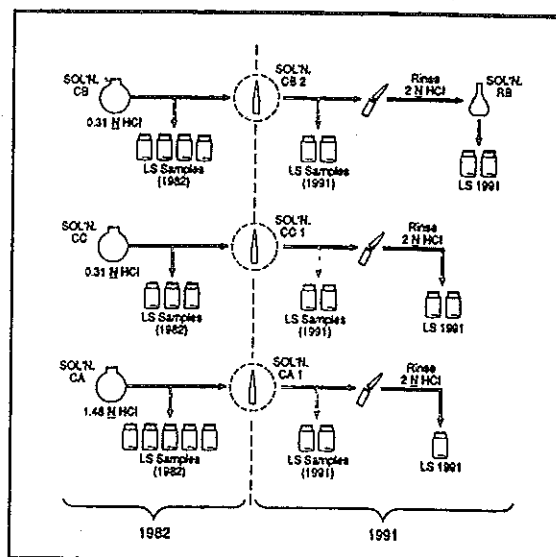 SOL'N.
CB
0.31 N HCl
LS Samples
(1982)
SOL'N.
CB 2
LS Samples
(1991)
Rinse
2 N HCl
SOL'N.
RB
LS 1991
SOL'N.
CC
0.31 N HCl
LS Samples
(1982)
SOL'N.
CC 1
LS Samples
(1991)
Rinse
2 N HCl
LS 1991
SOL'N.
CA
1.48 N HCl
LS Samples
(1982)
SOL'N.
CA 1
LS Samples
(1991)
Rinse
2 N HCl
LS 1991
1982
1991